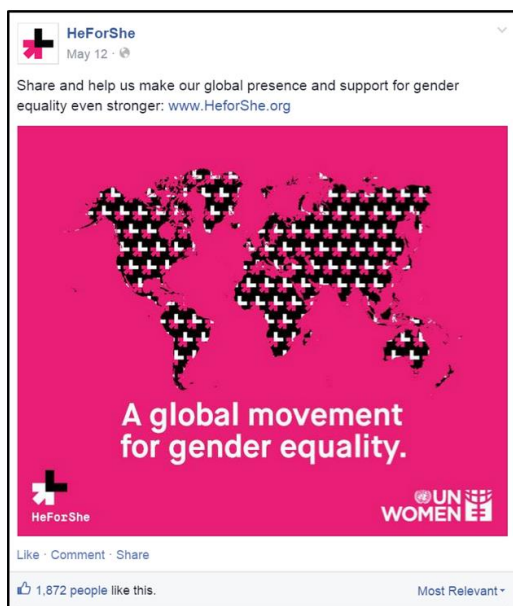 HeForShe
May 12 ·
Share and help us make our global presence and support for gender
equality even stronger: www.HeforShe.org
A global movement
for gender equality.
HeForShe
UN
WOMEN
Like · Comment · Share
1,872 people like this.
Most Relevant